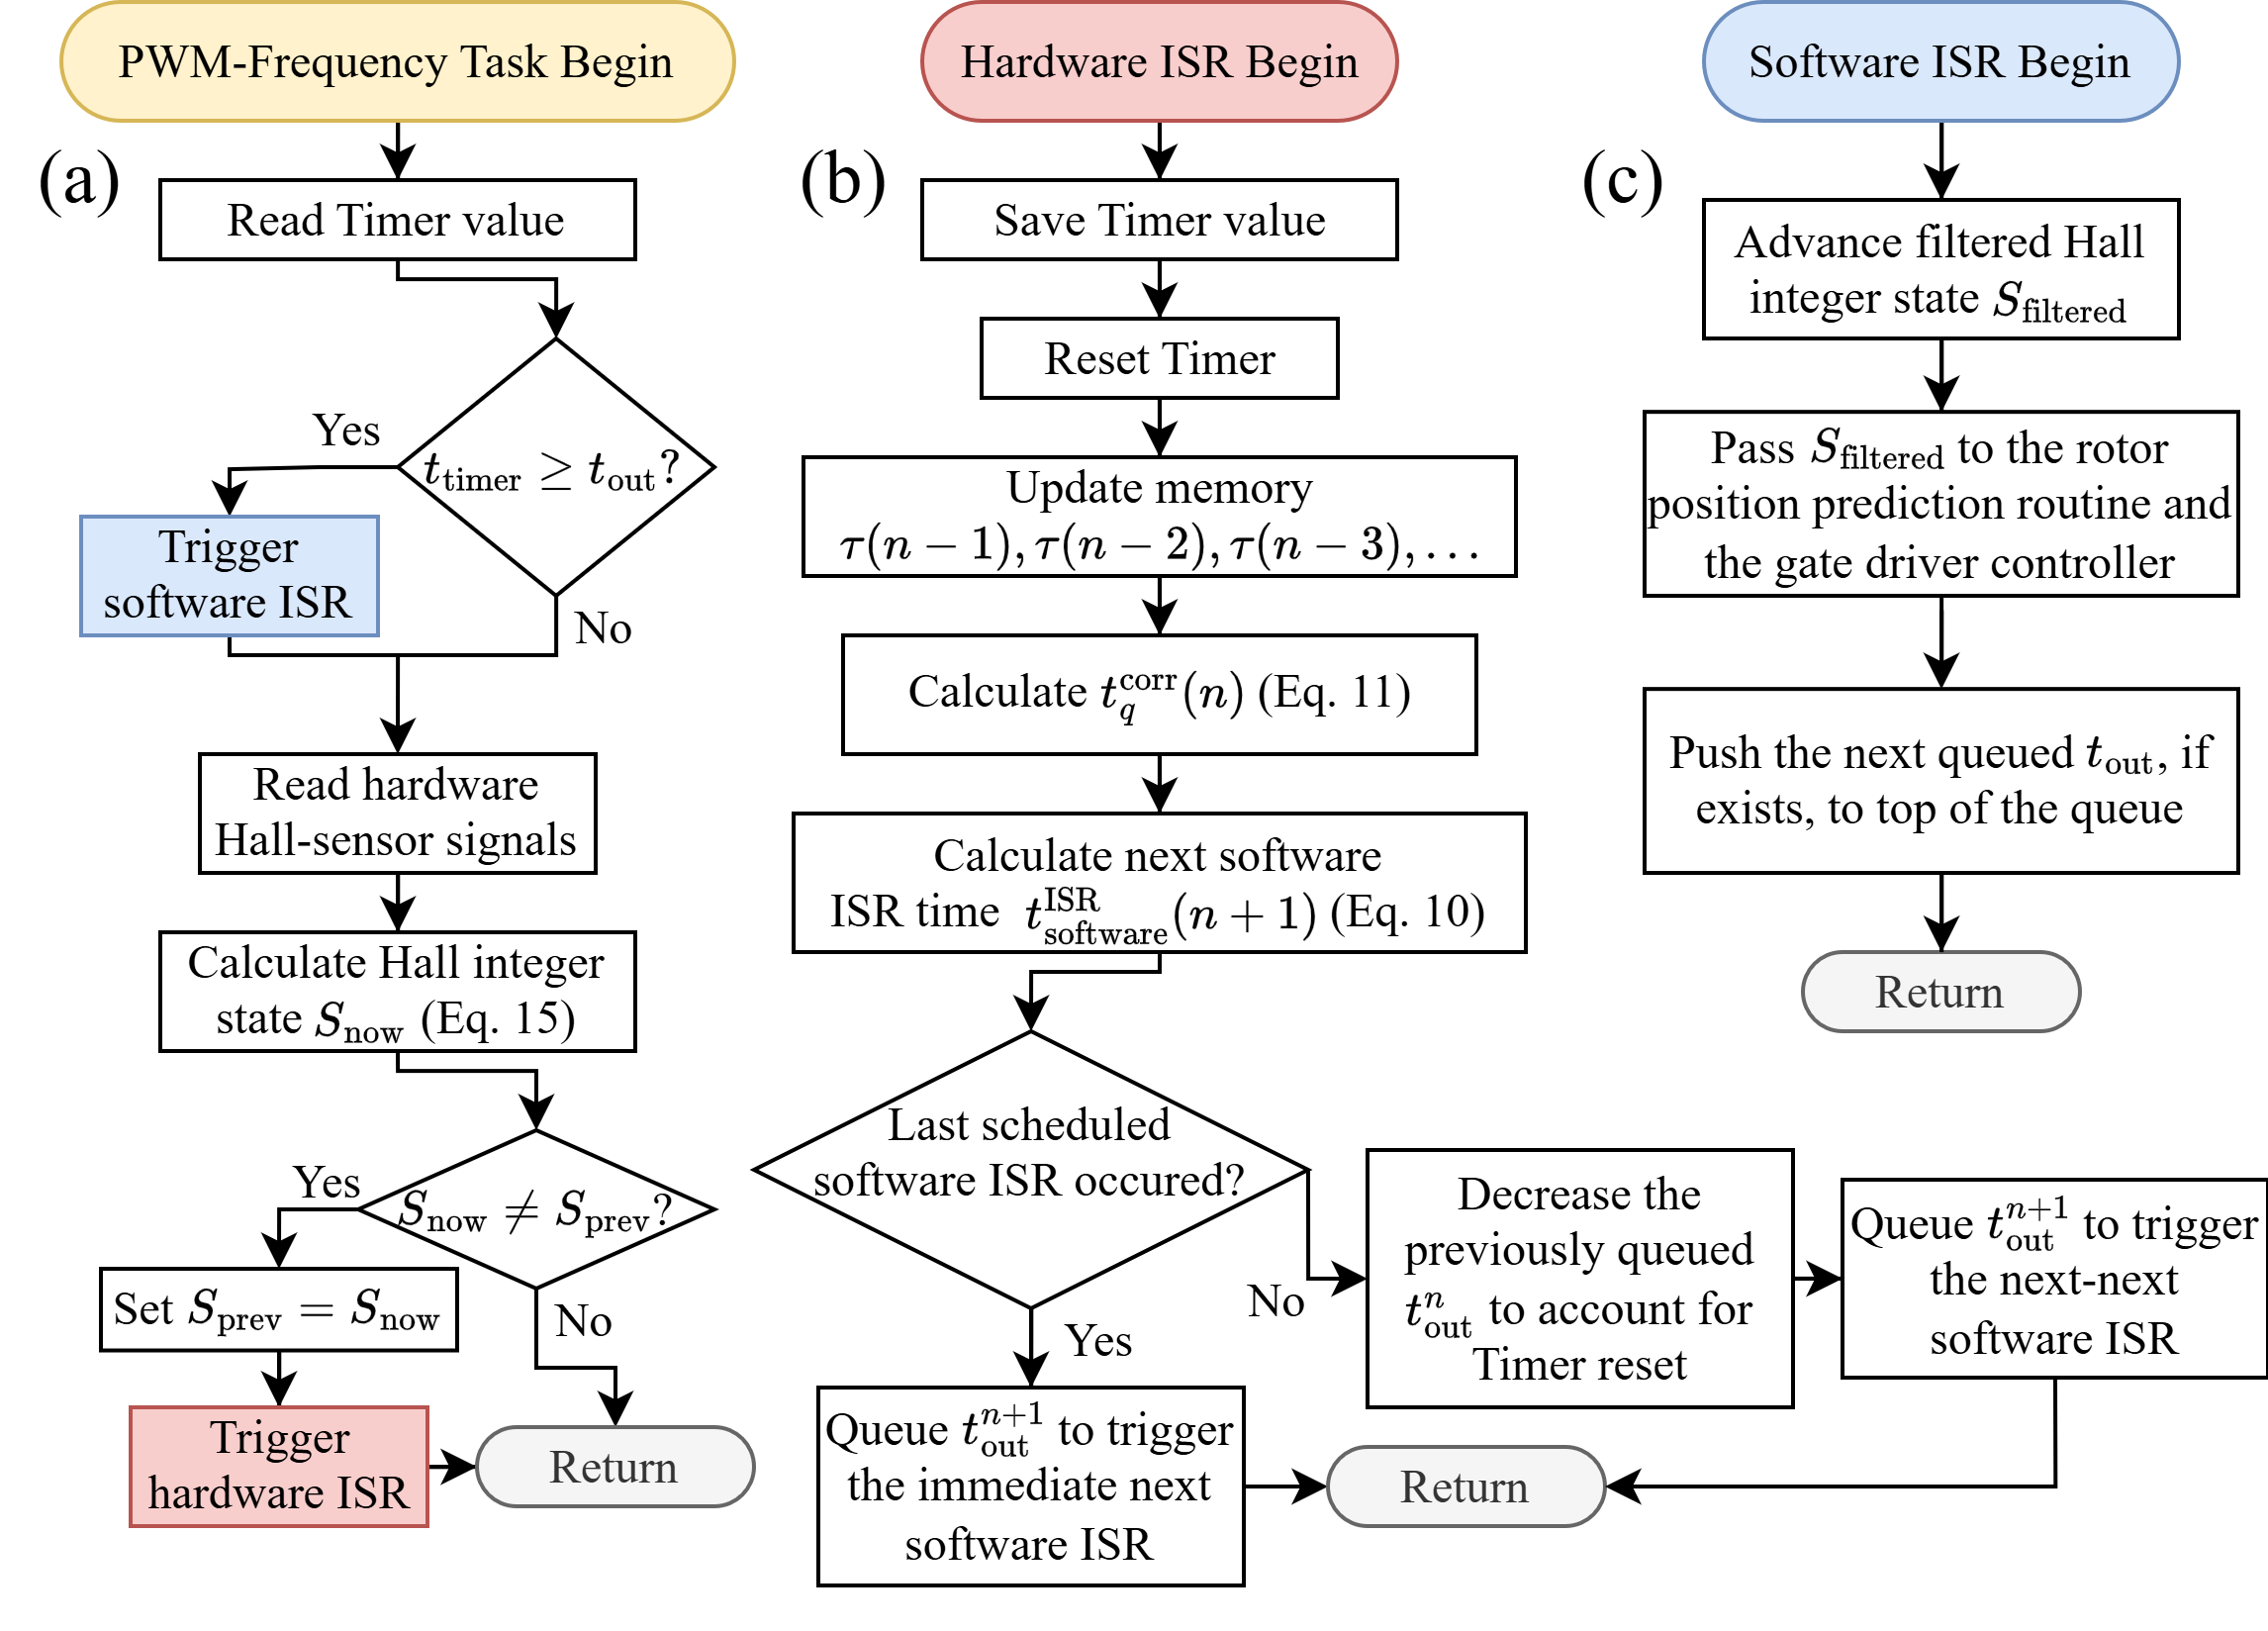 PWM-Frequency Task Begin
(a)
Read Timer value
t_timer ≥ t_out?
Yes
No
Trigger
software ISR
Read hardware
Hall-sensor signals
Calculate Hall integer
state S_now (Eq. 15)
S_now ≠ S_prev?
Yes
No
Set S_prev = S_now
Trigger
hardware ISR
Return
Hardware ISR Begin
(b)
Save Timer value
Reset Timer
Update memory
τ(n − 1), τ(n − 2), τ(n − 3), …
Calculate t_q^corr(n) (Eq. 11)
Calculate next software
ISR time t_software^ISR(n + 1) (Eq. 10)
Last scheduled
software ISR occured?
Yes
No
Queue t_out^{n+1} to trigger
the immediate next
software ISR
Decrease the
previously queued
t_out^n to account for
Timer reset
Queue t_out^{n+1} to trigger
the next-next
software ISR
Return
Software ISR Begin
(c)
Advance filtered Hall
integer state S_filtered
Pass S_filtered to the rotor
position prediction routine and
the gate driver controller
Push the next queued t_out, if
exists, to top of the queue
Return